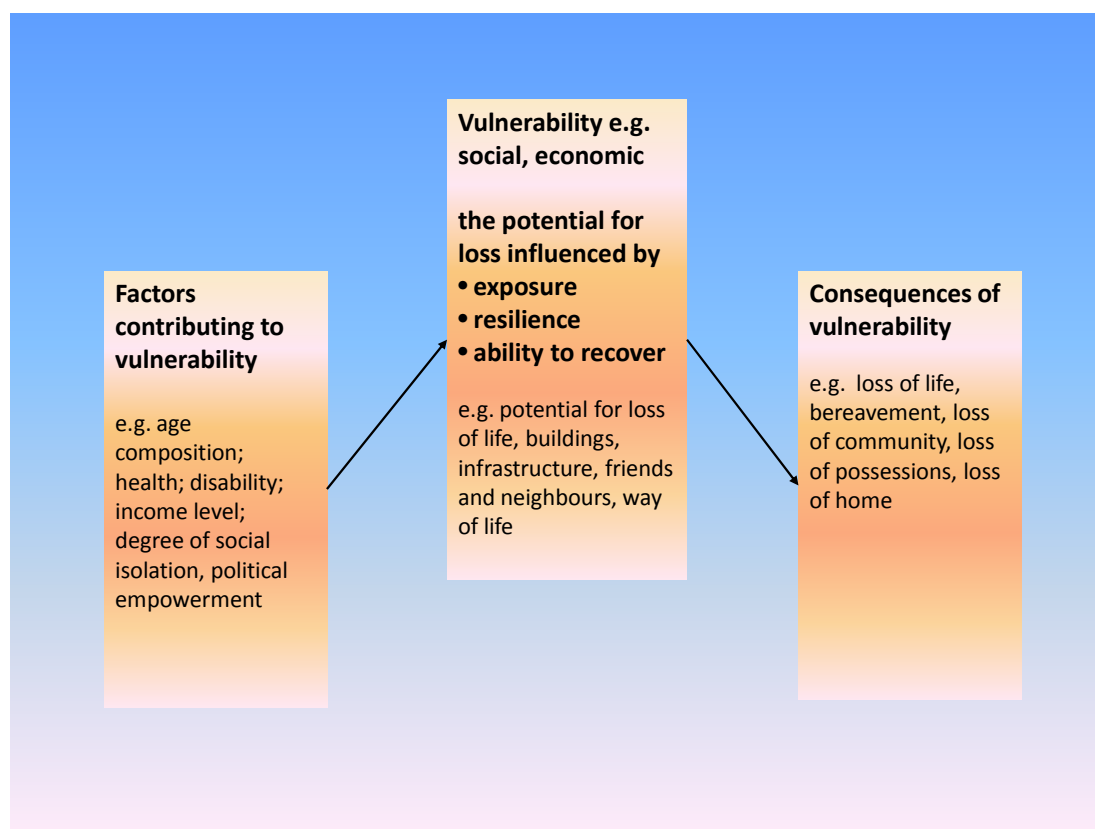 Factors
contributing to
vulnerability
e.g. age
composition;
health; disability;
income level;
degree of social
isolation, political
empowerment
Vulnerability e.g.
social, economic
the potential for
loss influenced by
• exposure
• resilience
• ability to recover
e.g. potential for loss
of life, buildings,
infrastructure, friends
and neighbours, way
of life
Consequences of
vulnerability
e.g. loss of life,
bereavement, loss
of community, loss
of possessions, loss
of home